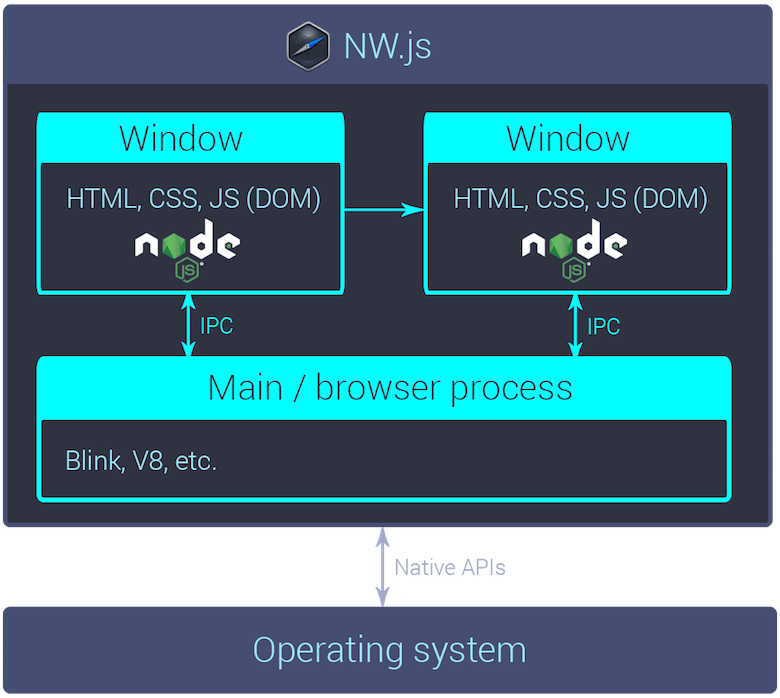 NW.js
Window
Window
HTML, CSS, JS (DOM)
HTML, CSS, JS (DOM)
node
JS
node
JS
IPC
IPC
Main / browser process
Blink, V8, etc.
Native APIs
Operating system